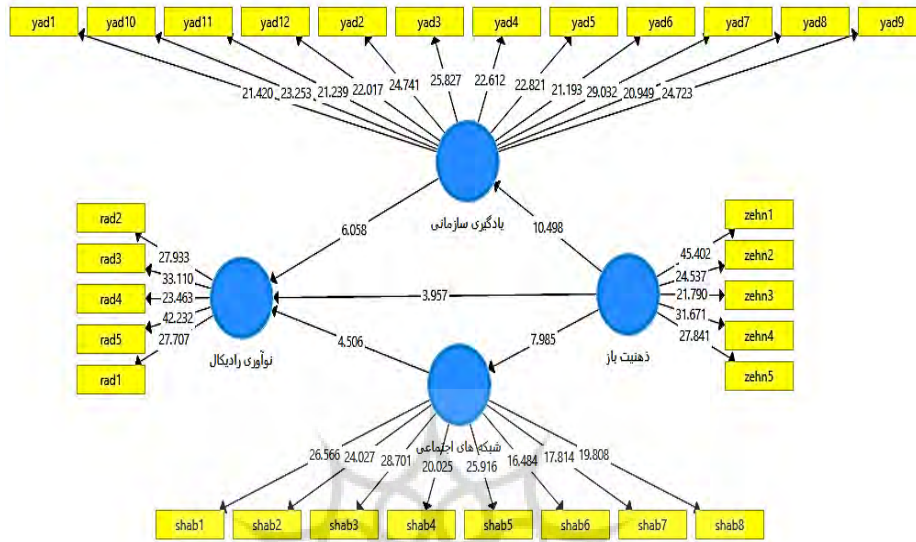 yad1 yad10 yad11 yad12 yad2 yad3 yad4 yad5 yad6 yad7 yad8 yad9
21.420 23.253 21.239 22.017 24.741 25.827 22.612 22.821 21.193 29.032 20.949 24.723
یادگیری سازمانی
6.058 10.498
rad2
rad3
rad4
rad5
rad1
27.933
33.110
23.463
42.232
27.707
نوآوری رادیکال
3.957
4.506 7.985
ذهنیت باز
45.402
24.537
21.790
31.671
27.841
zehn1
zehn2
zehn3
zehn4
zehn5
شبکه های اجتماعی
26.566 24.027 28.701 20.025 25.916 16.484 17.814 19.808
shab1 shab2 shab3 shab4 shab5 shab6 shab7 shab8